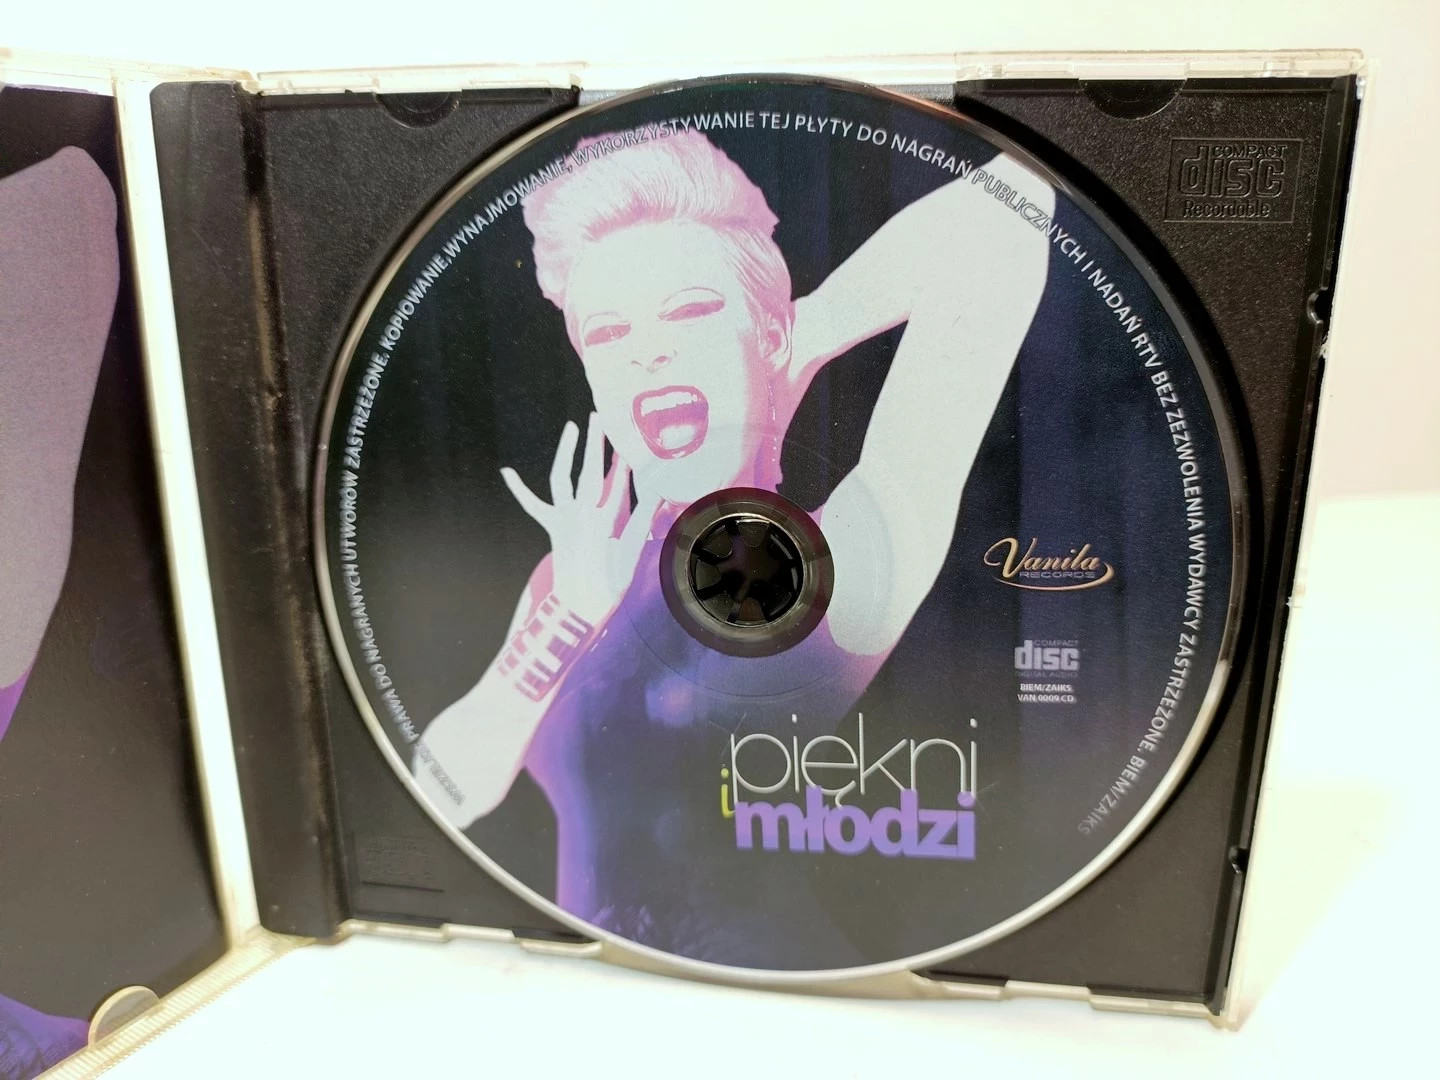 WSZELKIE PRAWA DO NAGRANYCH UTWORÓW ZASTRZEŻONE. KOPIOWANIE, WYNAJMOWANIE, WYKORZYSTYWANIE TEJ PŁYTY DO NAGRAŃ PUBLICZNYCH I NADAŃ RTV BEZ ZEZWOLENIA WYDAWCY ZASTRZEŻONE. BIEM/ZAIKS
COMPACT
disc
Recordable
Vanila
RECORDS
COMPACT
disc
DIGITAL AUDIO
BIEM/ZAIKS
VAN 0009 CD
piękni
i młodzi